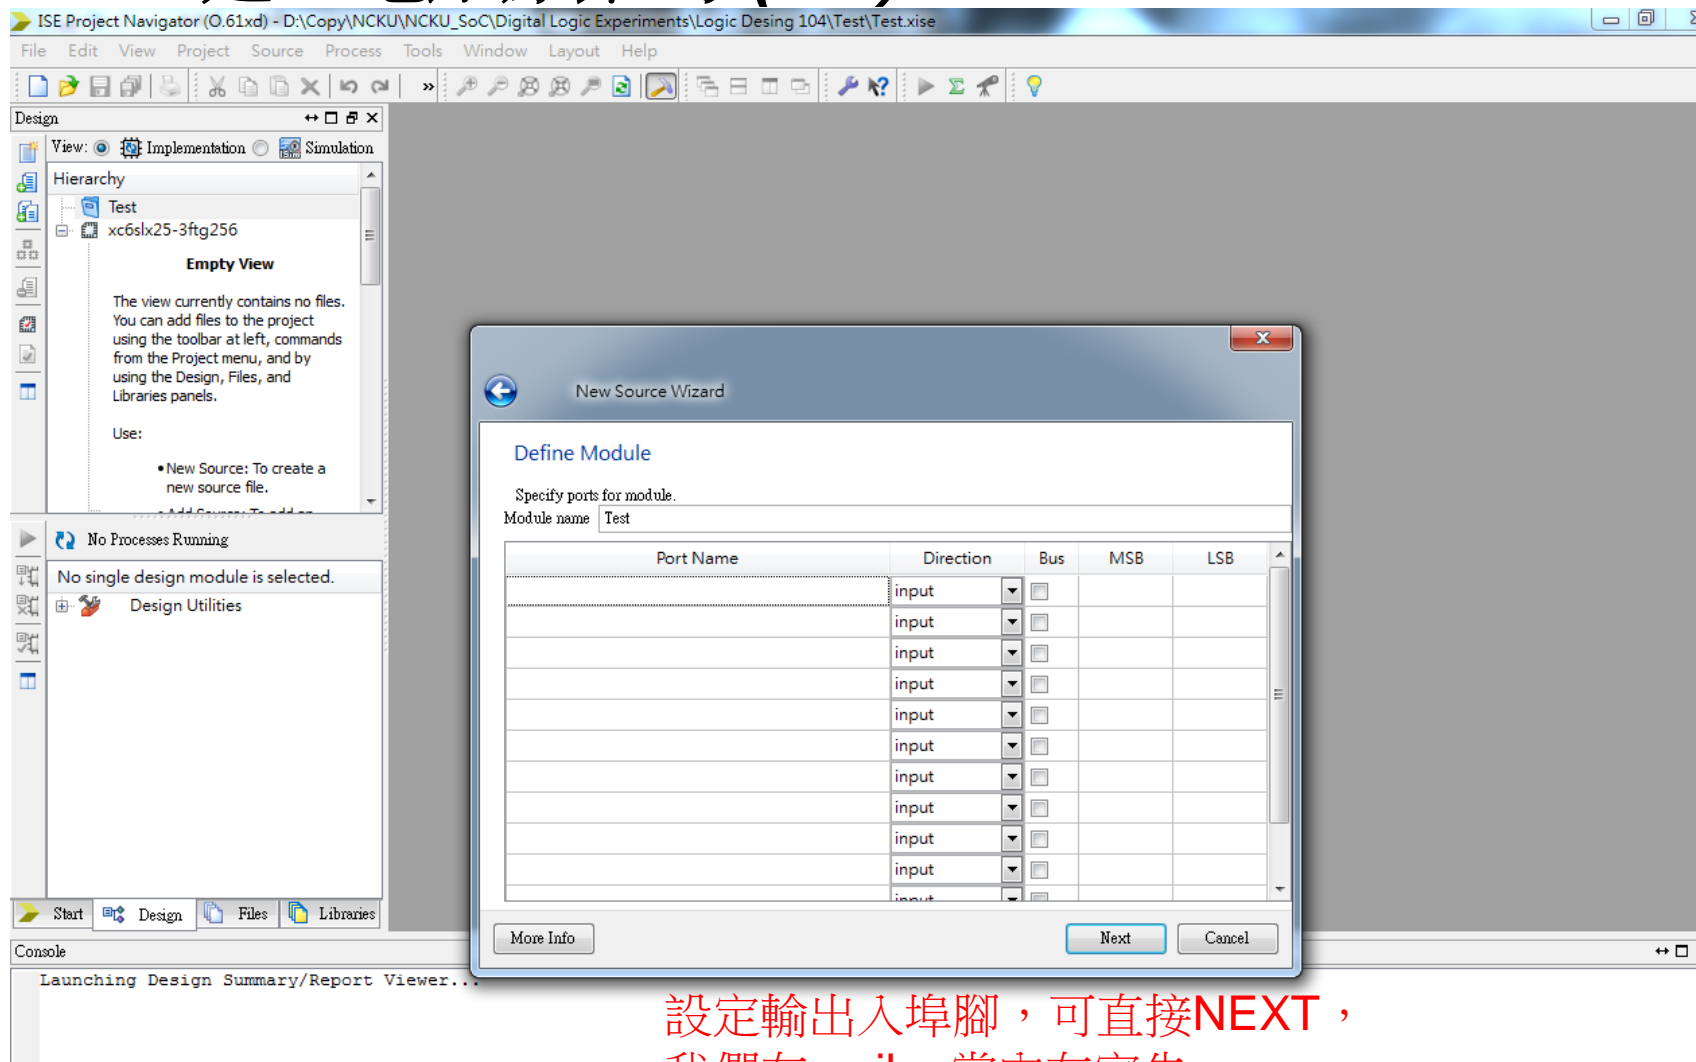 ISE Project Navigator (O.61xd) - D:\Copy\NCKU\NCKU_SoC\Digital Logic Experiments\Logic Desing 104\Test\Test.xise
File Edit View Project Source Process Tools Window Layout Help
Design
View: Implementation Simulation
Hierarchy
Test
xc6slx25-3ftg256
Empty View
The view currently contains no files.
You can add files to the project
using the toolbar at left, commands
from the Project menu, and by
using the Design, Files, and
Libraries panels.
Use:
•New Source: To create a
new source file.
No Processes Running
No single design module is selected.
Design Utilities
Start Design Files Libraries
Console
Launching Design Summary/Report Viewer...
New Source Wizard
Define Module
Specify ports for module.
Module name Test
Port Name Direction Bus MSB LSB
input
input
input
input
input
input
input
input
input
input
input
More Info Next Cancel
設定輸出入埠腳，可直接NEXT，